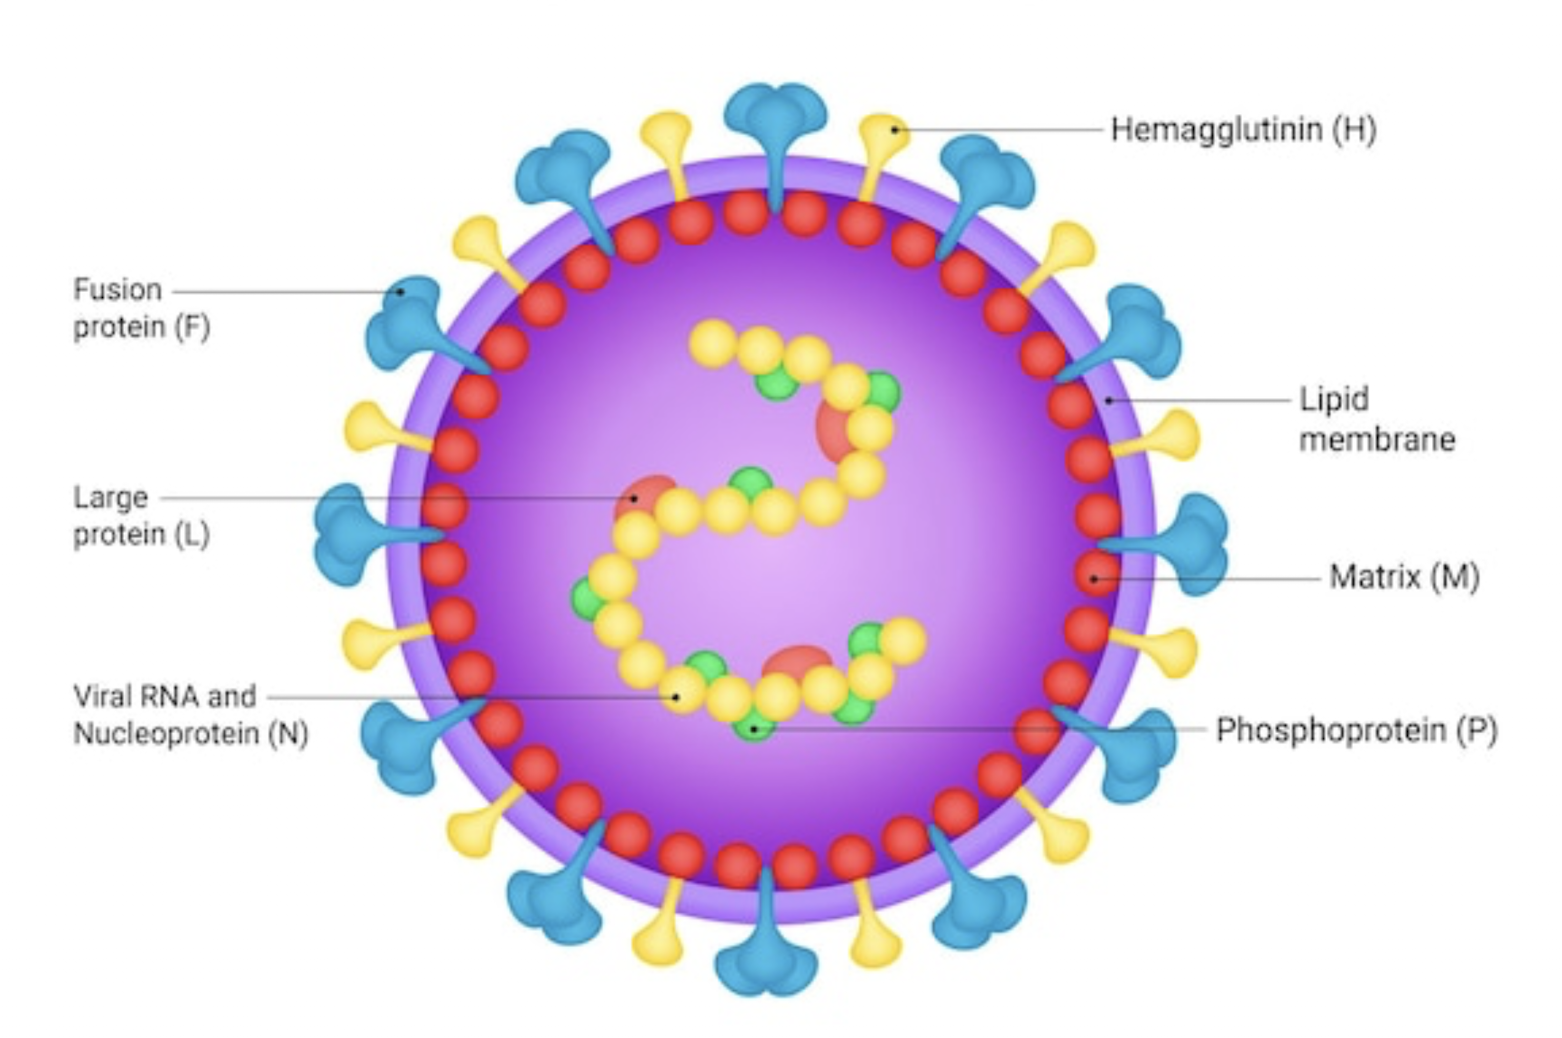 Hemagglutinin (H)
Fusion
protein (F)
Lipid
membrane
Large
protein (L)
Matrix (M)
Viral RNA and
Nucleoprotein (N)
Phosphoprotein (P)